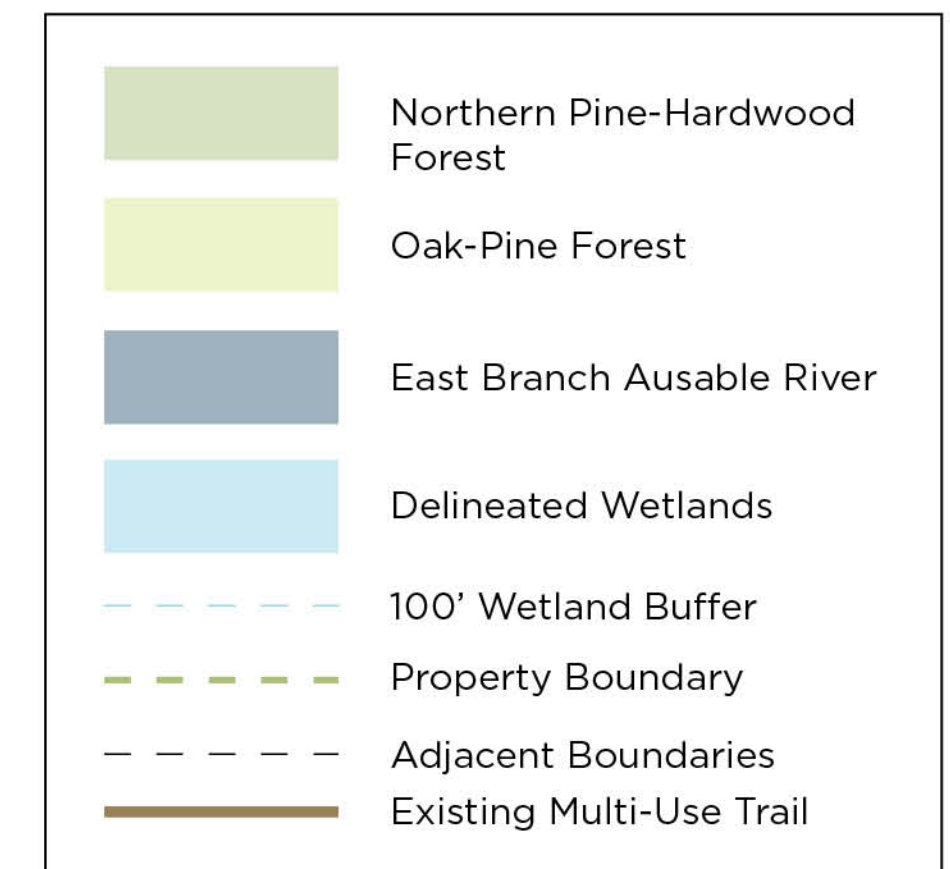 Northern Pine-Hardwood
Forest
Oak-Pine Forest
East Branch Ausable River
Delineated Wetlands
100’ Wetland Buffer
Property Boundary
Adjacent Boundaries
Existing Multi-Use Trail